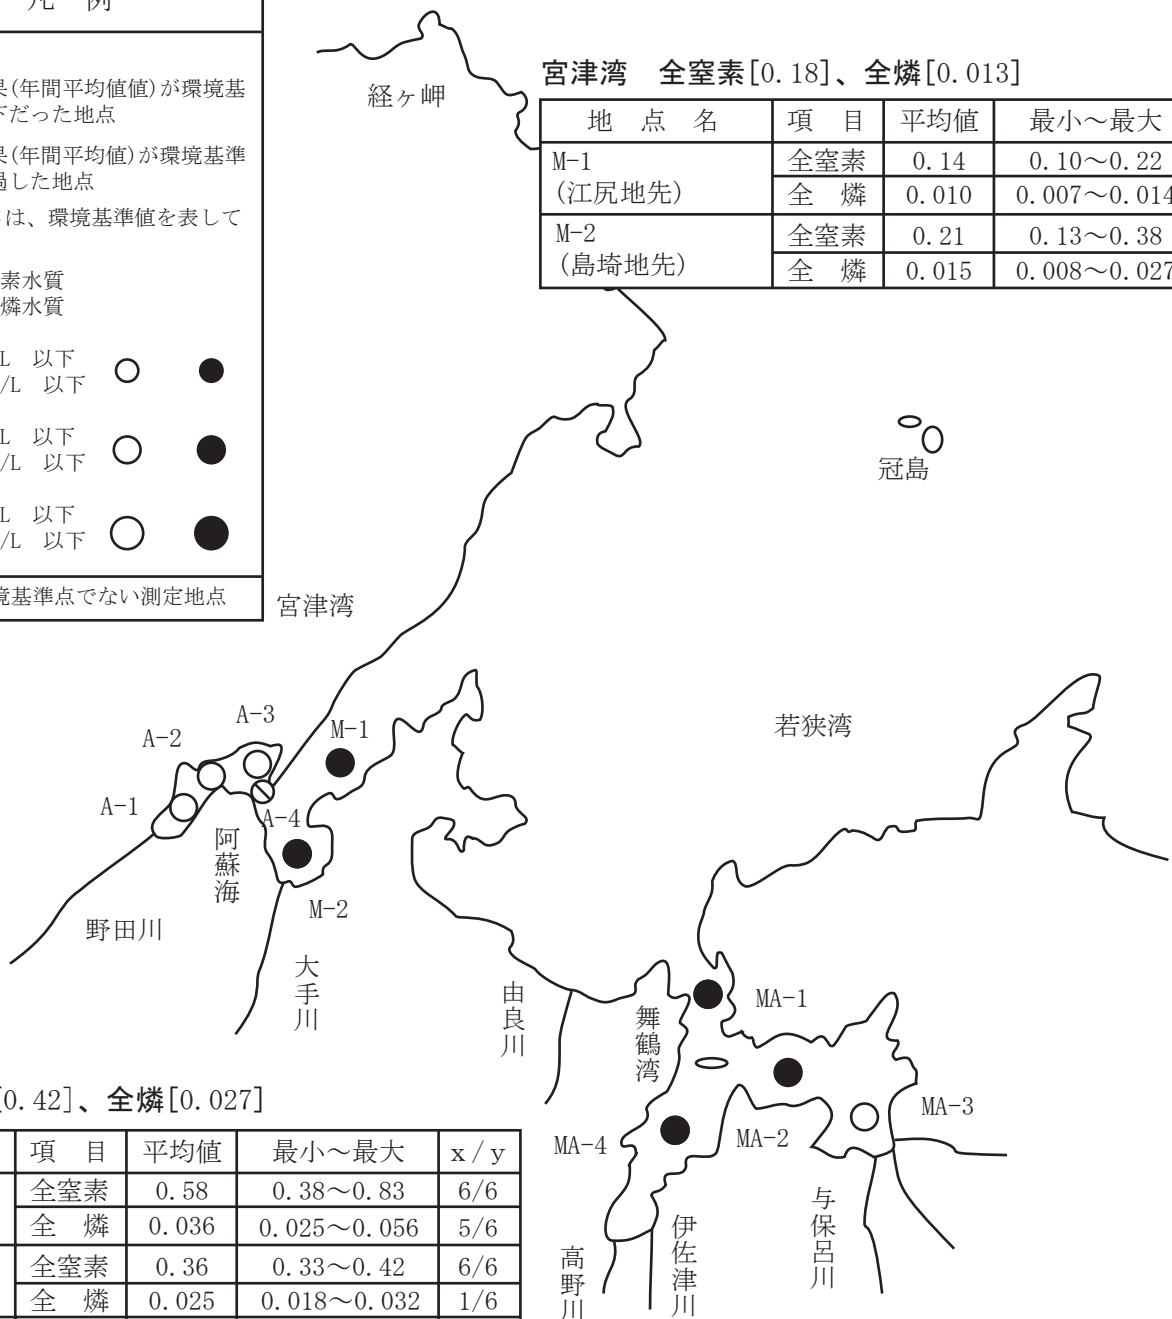 凡 例
(年間平均値値)が環境基
だった地点
(年間平均値)が環境基準
過した地点
は、環境基準値を表して
素水質
燐水質
L 以下
/L 以下
L 以下
/L 以下
L 以下
/L 以下
境基準点でない測定地点
経ヶ岬
宮津湾 全窒素[0.18]、全燐[0.013]
地 点 名 項 目 平均値 最小～最大
M-1 (江尻地先) 全窒素 0.14 0.10～0.22
全 燐 0.010 0.007～0.014
M-2 (島埼地先) 全窒素 0.21 0.13～0.38
全 燐 0.015 0.008～0.027
冠島
宮津湾
若狭湾
A-3
A-2
M-1
A-1
A-4
阿蘇海
M-2
野田川
大手川
由良川
舞鶴湾
MA-1
MA-3
MA-2
MA-4
与保呂川
伊佐津川
高野川
[0.42]、全燐[0.027]
項 目 平均値 最小～最大 x/y
全窒素 0.58 0.38～0.83 6/6
全 燐 0.036 0.025～0.056 5/6
全窒素 0.36 0.33～0.42 6/6
全 燐 0.025 0.018～0.032 1/6